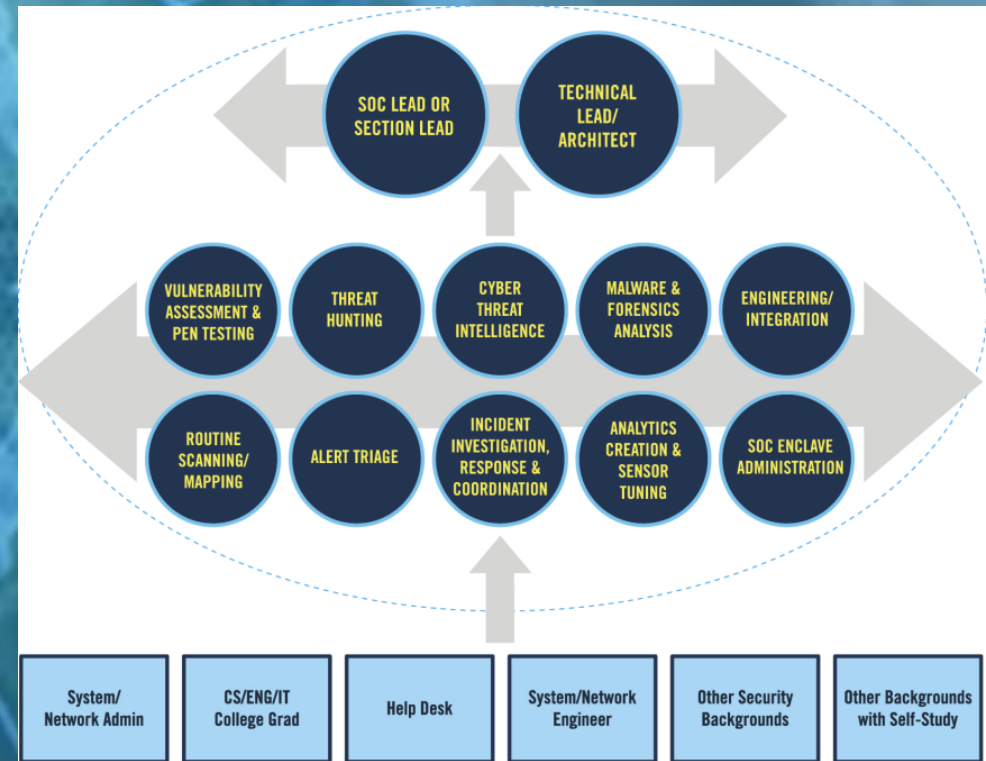 SOC LEAD OR
SECTION LEAD
TECHNICAL
LEAD/
ARCHITECT
VULNERABILITY
ASSESSMENT &
PEN TESTING
THREAT
HUNTING
CYBER
THREAT
INTELLIGENCE
MALWARE &
FORENSICS
ANALYSIS
ENGINEERING/
INTEGRATION
ROUTINE
SCANNING/
MAPPING
ALERT TRIAGE
INCIDENT
INVESTIGATION,
RESPONSE &
COORDINATION
ANALYTICS
CREATION &
SENSOR
TUNING
SOC ENCLAVE
ADMINISTRATION
System/
Network Admin
CS/ENG/IT
College Grad
Help Desk
System/Network
Engineer
Other Security
Backgrounds
Other Backgrounds
with Self-Study